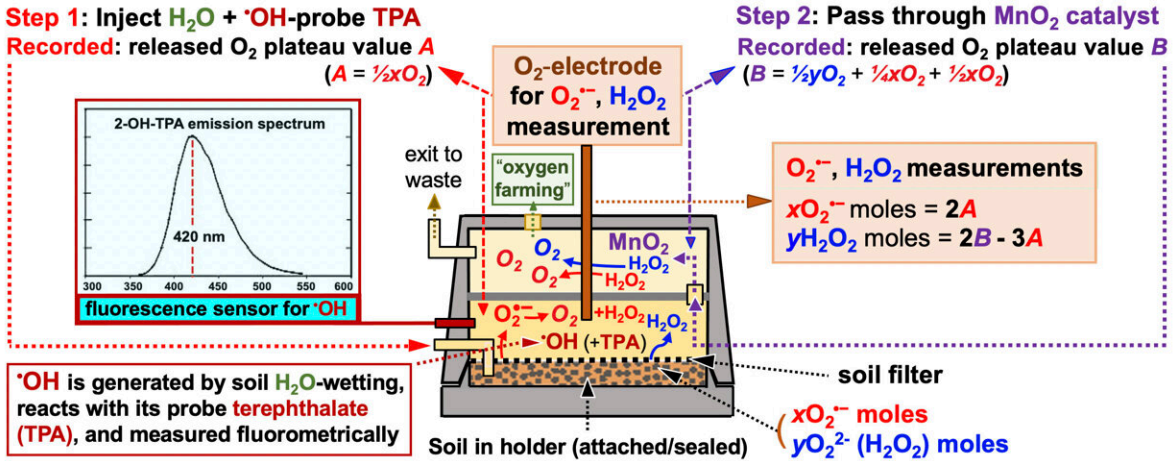 Step 1: Inject H₂O + •OH-probe TPA
Recorded: released O₂ plateau value A
(A = ½xO₂)
Step 2: Pass through MnO₂ catalyst
Recorded: released O₂ plateau value B
(B = ½yO₂ + ¼xO₂ + ½xO₂)
O₂-electrode
for O₂•−, H₂O₂
measurement
2-OH-TPA emission spectrum
420 nm
300 350 400 450 500 550 600
fluorescence sensor for •OH
exit to
waste
"oxygen
farming"
O₂•−, H₂O₂ measurements
xO₂•− moles = 2A
yH₂O₂ moles = 2B - 3A
MnO₂
O₂
O₂
H₂O₂
O₂
H₂O₂
O₂•− → O₂ +H₂O₂
H₂O₂
•OH (+TPA)
•OH is generated by soil H₂O-wetting,
reacts with its probe terephthalate
(TPA), and measured fluorometrically
soil filter
Soil in holder (attached/sealed)
xO₂•− moles
yO₂²⁻ (H₂O₂) moles